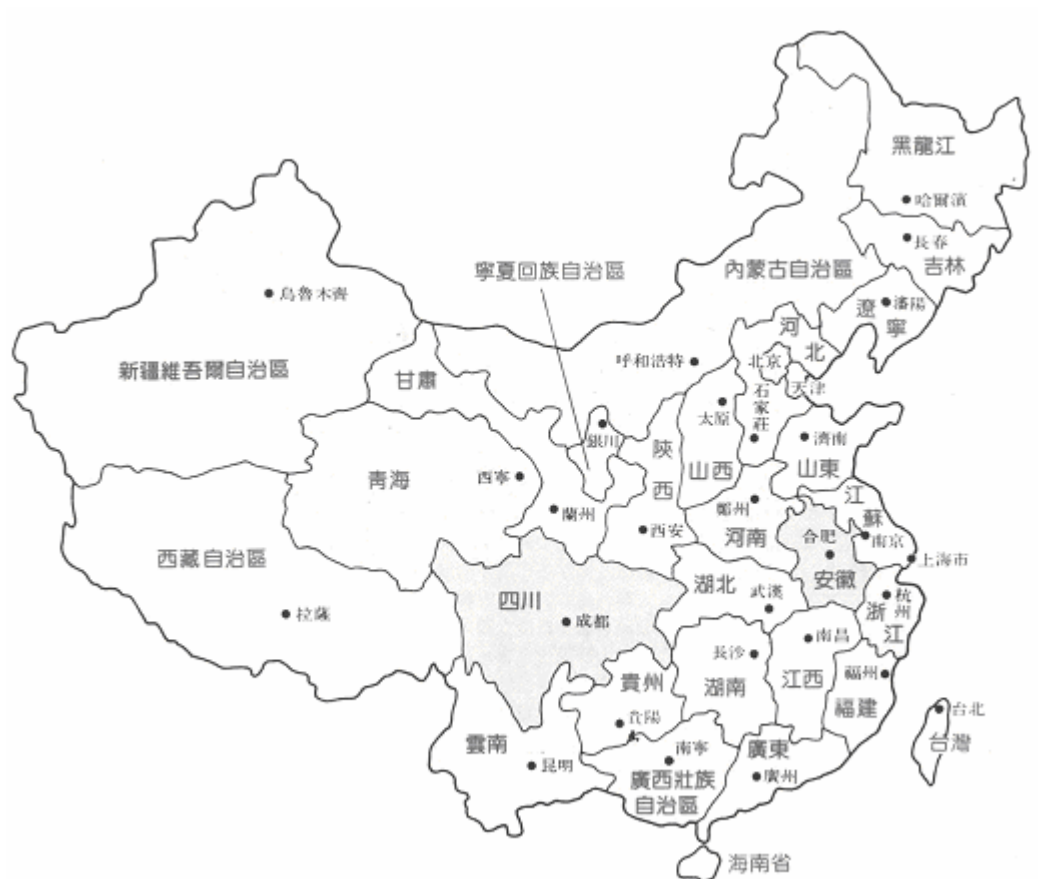 黑龍江
哈爾濱
長春
吉林
寧夏回族自治區
內蒙古自治區
烏魯木齊
瀋陽
遼寧
河北
呼和浩特
北京
新疆維吾爾自治區
甘肅
天津
石家莊
太原
銀川
濟南
陝西
山西
山東
青海
西寧
江蘇
鄭州
蘭州
西安
河南
合肥
南京
西藏自治區
上海市
湖北
安徽
武漢
四川
杭州
浙江
拉薩
成都
南昌
長沙
福州
貴州
湖南
江西
福建
台北
貴陽
雲南
南寧
廣東
台灣
昆明
廣西壯族
自治區
廣州
海南省